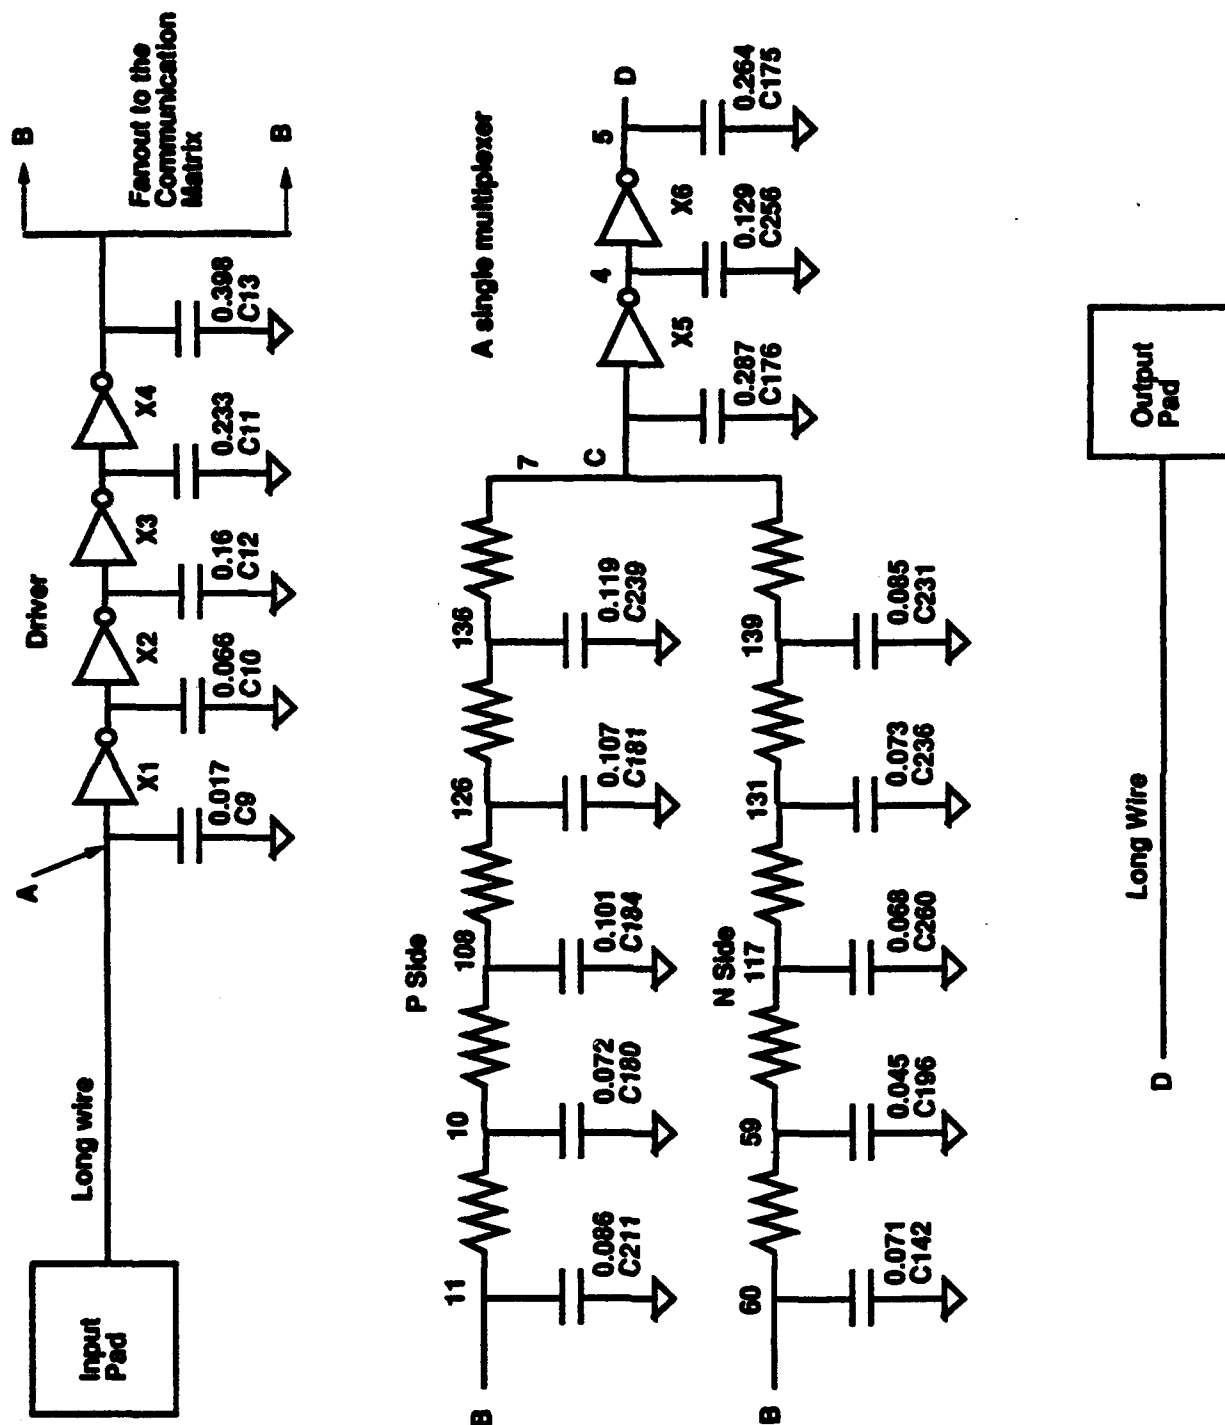 Input
Pad
Long wire
A
0.017
C9
X1
0.066
C10
Driver
X2
0.16
C12
X3
0.233
C11
X4
0.398
C13
B
B
Fanout to the
Communication
Matrix
P Side
B
11
0.086
C211
10
0.072
C180
108
0.101
C184
126
0.107
C181
136
0.119
C239
7
C
N Side
B
60
0.071
C142
59
0.045
C196
117
0.068
C260
131
0.073
C236
139
0.085
C231
A single multiplexer
0.287
C176
X5
4
0.129
C256
X6
5
0.264
C175
D
D
Long Wire
Output
Pad